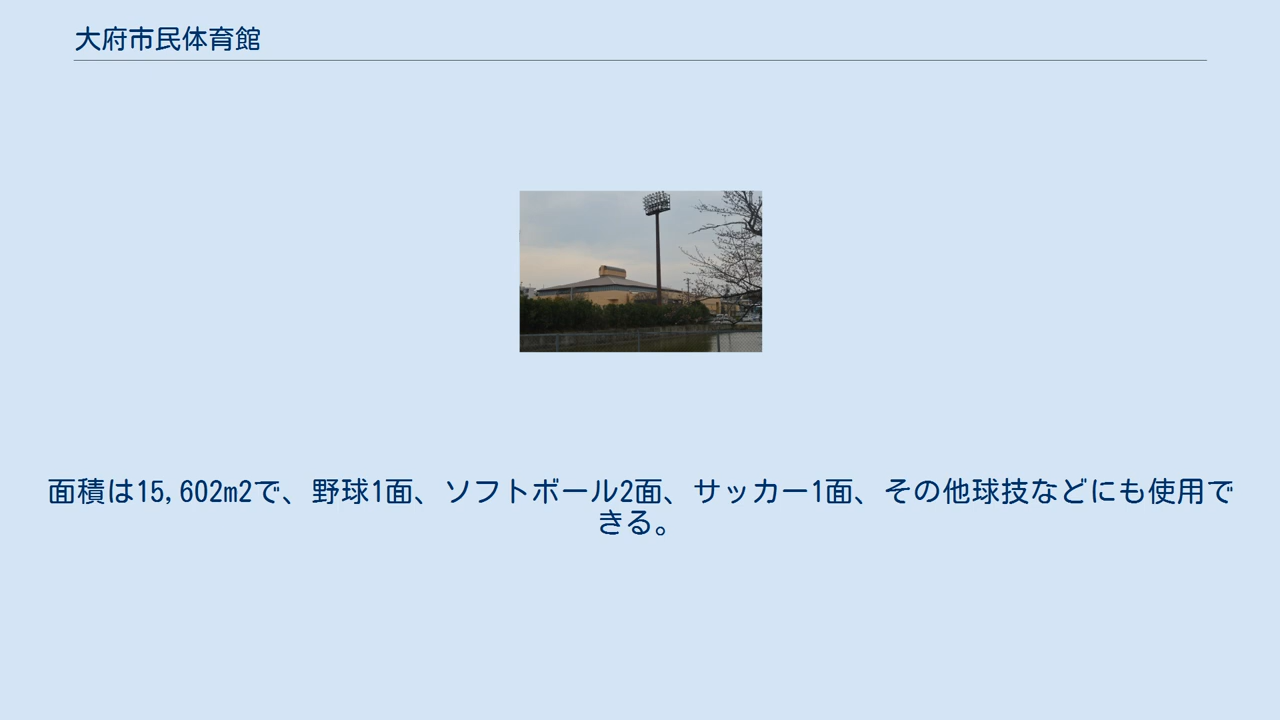 大府市民体育館
面積は15,602m2で、野球1面、ソフトボール2面、サッカー1面、その他球技などにも使用で
きる。